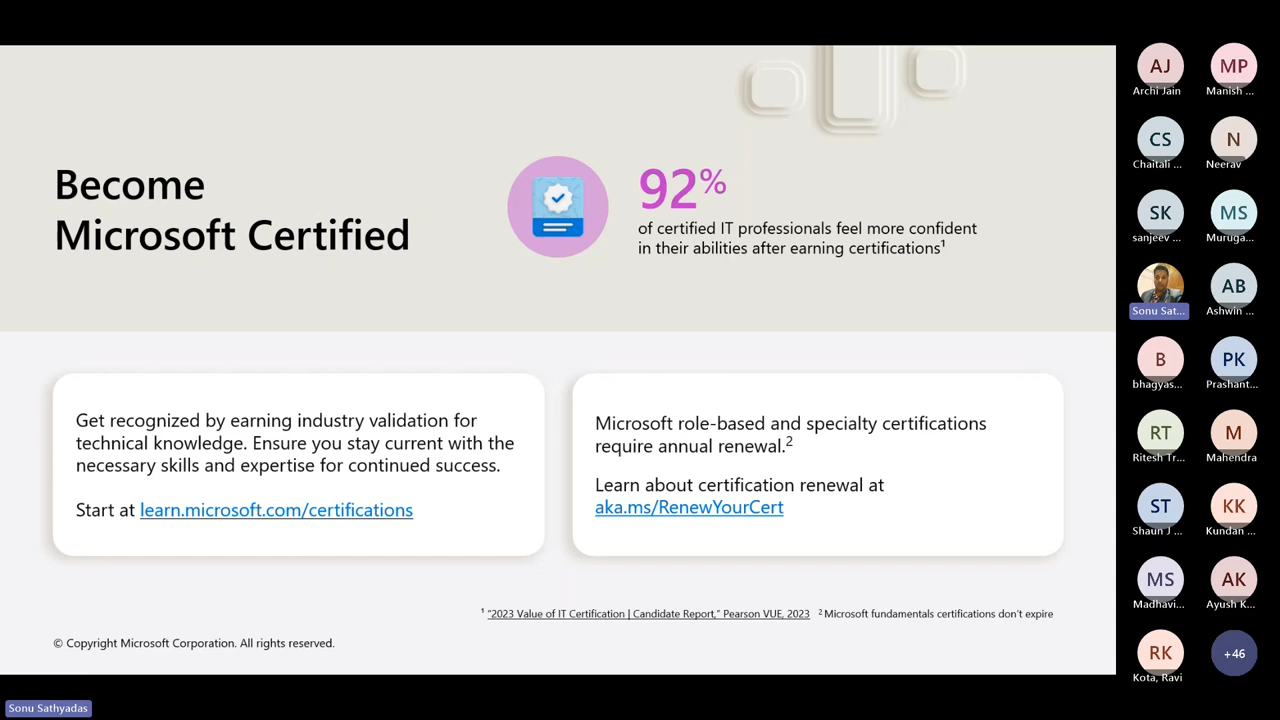 Become
Microsoft Certified
92%
of certified IT professionals feel more confident
in their abilities after earning certifications¹
Get recognized by earning industry validation for
technical knowledge. Ensure you stay current with the
necessary skills and expertise for continued success.
Start at learn.microsoft.com/certifications
Microsoft role-based and specialty certifications
require annual renewal.²
Learn about certification renewal at
aka.ms/RenewYourCert
¹ "2023 Value of IT Certification | Candidate Report," Pearson VUE, 2023 ² Microsoft fundamentals certifications don't expire
© Copyright Microsoft Corporation. All rights reserved.
Sonu Sathyadas
AJ
Archi Jain
MP
Manish ...
CS
Chaitali ...
N
Neerav
SK
sanjeev ...
MS
Muruga...
Sonu Sat...
AB
Ashwin ...
B
bhagyas...
PK
Prashant...
RT
Ritesh Tr...
M
Mahendra
ST
Shaun J ...
KK
Kundan ...
MS
Madhavi...
AK
Ayush K...
RK
Kota, Ravi
+46